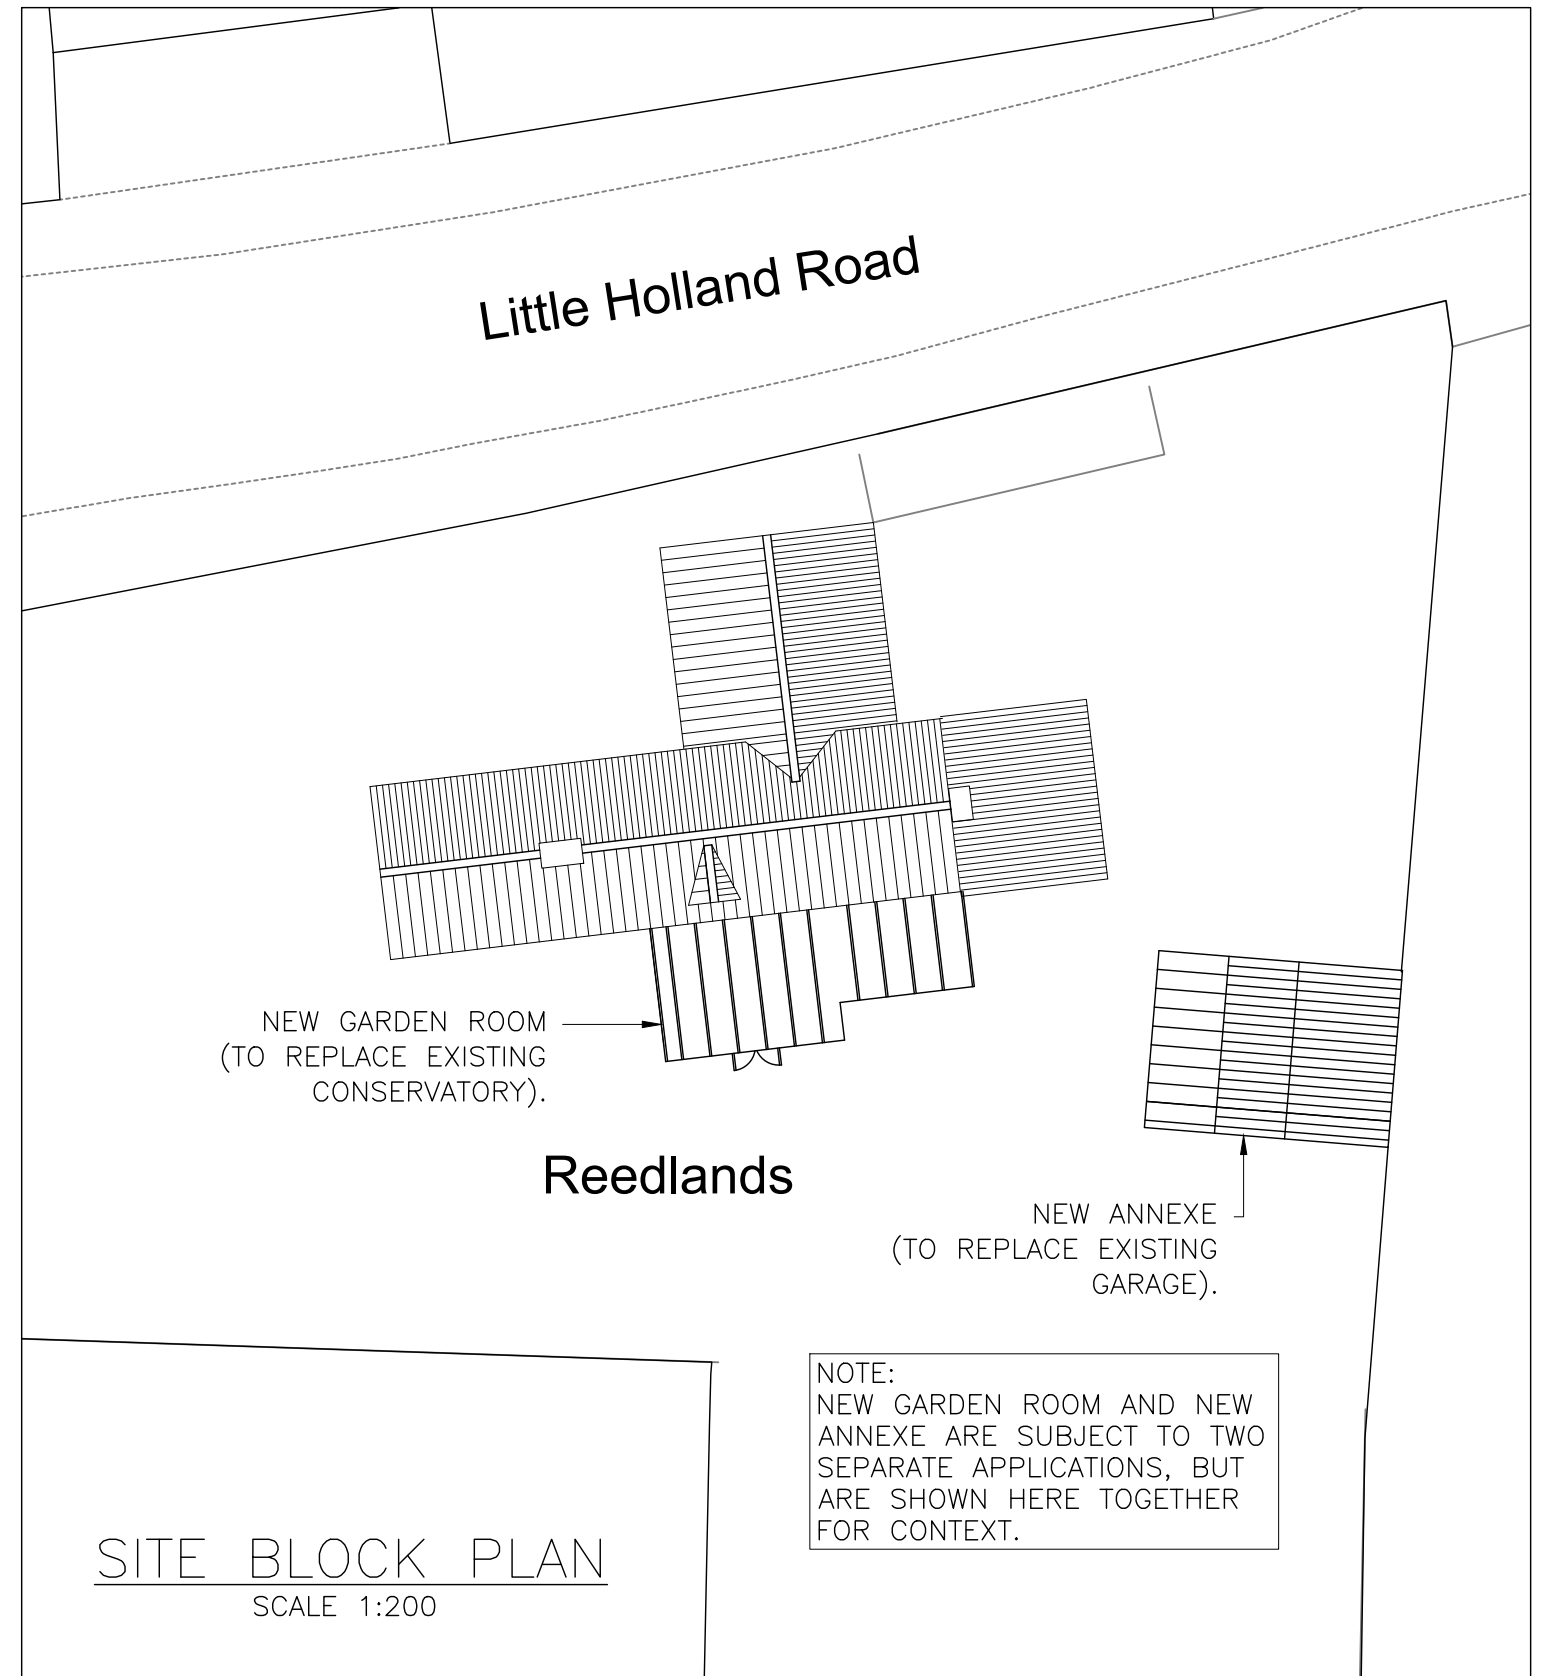 Little Holland Road
NEW GARDEN ROOM
(TO REPLACE EXISTING
CONSERVATORY).
Reedlands
NEW ANNEXE
(TO REPLACE EXISTING
GARAGE).
NOTE:
NEW GARDEN ROOM AND NEW
ANNEXE ARE SUBJECT TO TWO
SEPARATE APPLICATIONS, BUT
ARE SHOWN HERE TOGETHER
FOR CONTEXT.
SITE BLOCK PLAN
SCALE 1:200